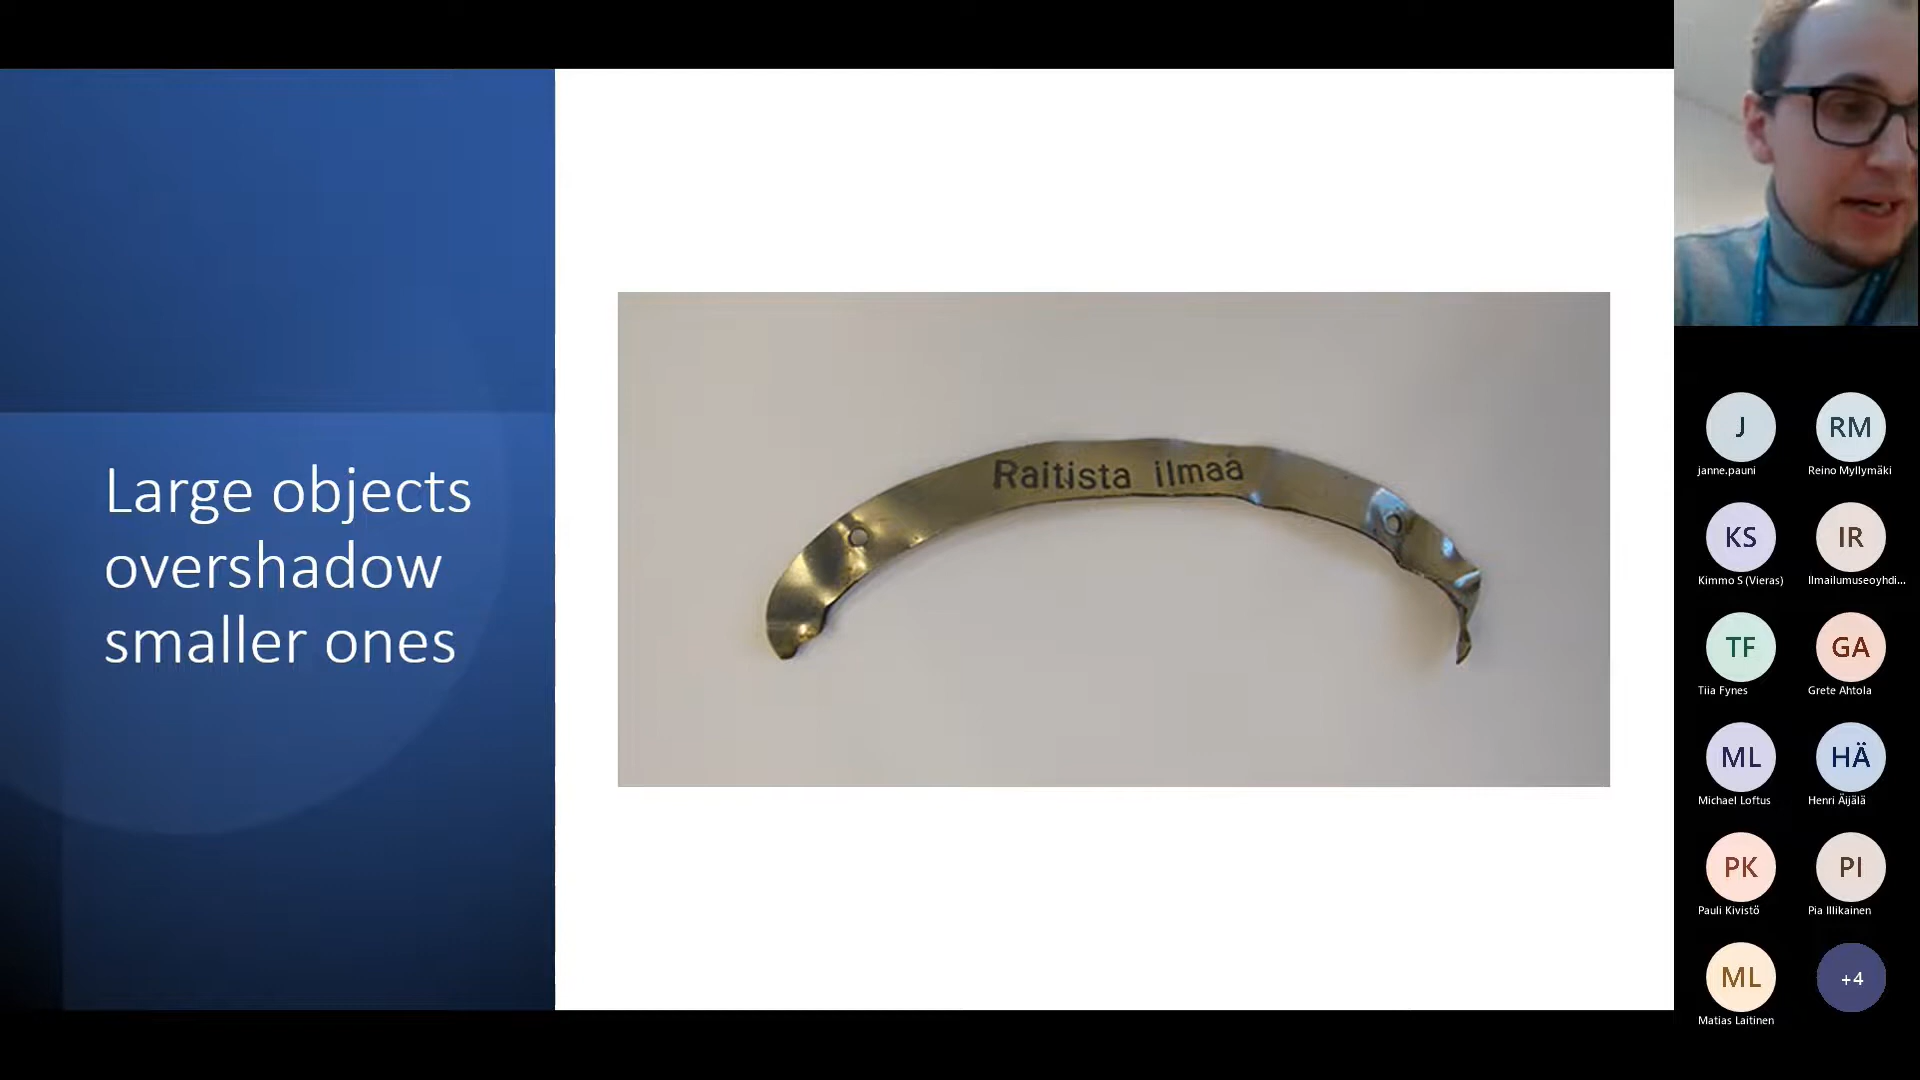 Large objects
overshadow
smaller ones
Raitista ilmaa
J
janne.pauni
RM
Reino Myllymäki
KS
Kimmo S (Vieras)
IR
Ilmailumuseoyhdi...
TF
Tiia Fynes
GA
Grete Ahtola
ML
Michael Loftus
HÄ
Henri Äijälä
PK
Pauli Kivistö
PI
Pia Illikainen
ML
Matias Laitinen
+4